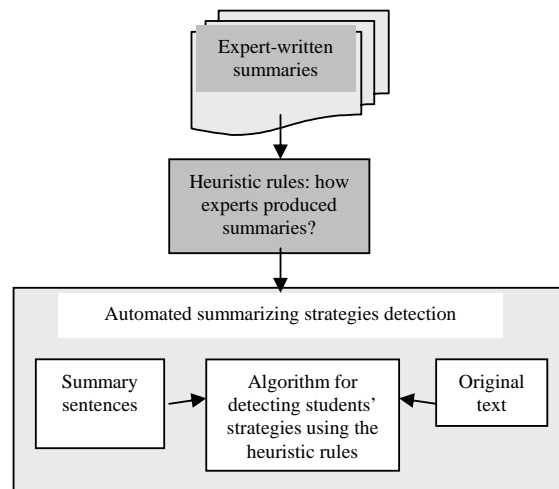 Expert-written
summaries
Heuristic rules: how
experts produced
summaries?
Automated summarizing strategies detection
Summary
sentences
Algorithm for
detecting students'
strategies using the
heuristic rules
Original
text